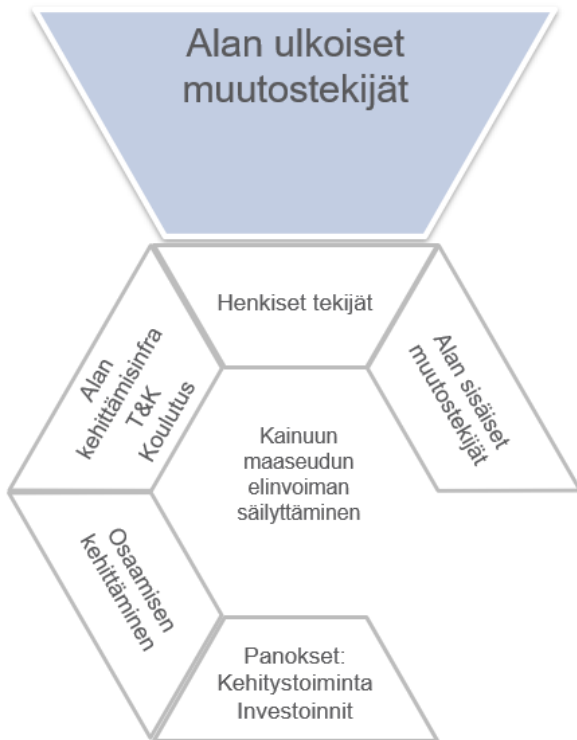 Alan ulkoiset
muutostekijät
Henkiset tekijät
Alan
kehittämisinfra
T&K
Koulutus
Alan sisäiset
muutostekijät
Kainuun
maaseudun
elinvoiman
säilyttäminen
Osaamisen
kehittäminen
Panokset:
Kehitystoiminta
Investoinnit